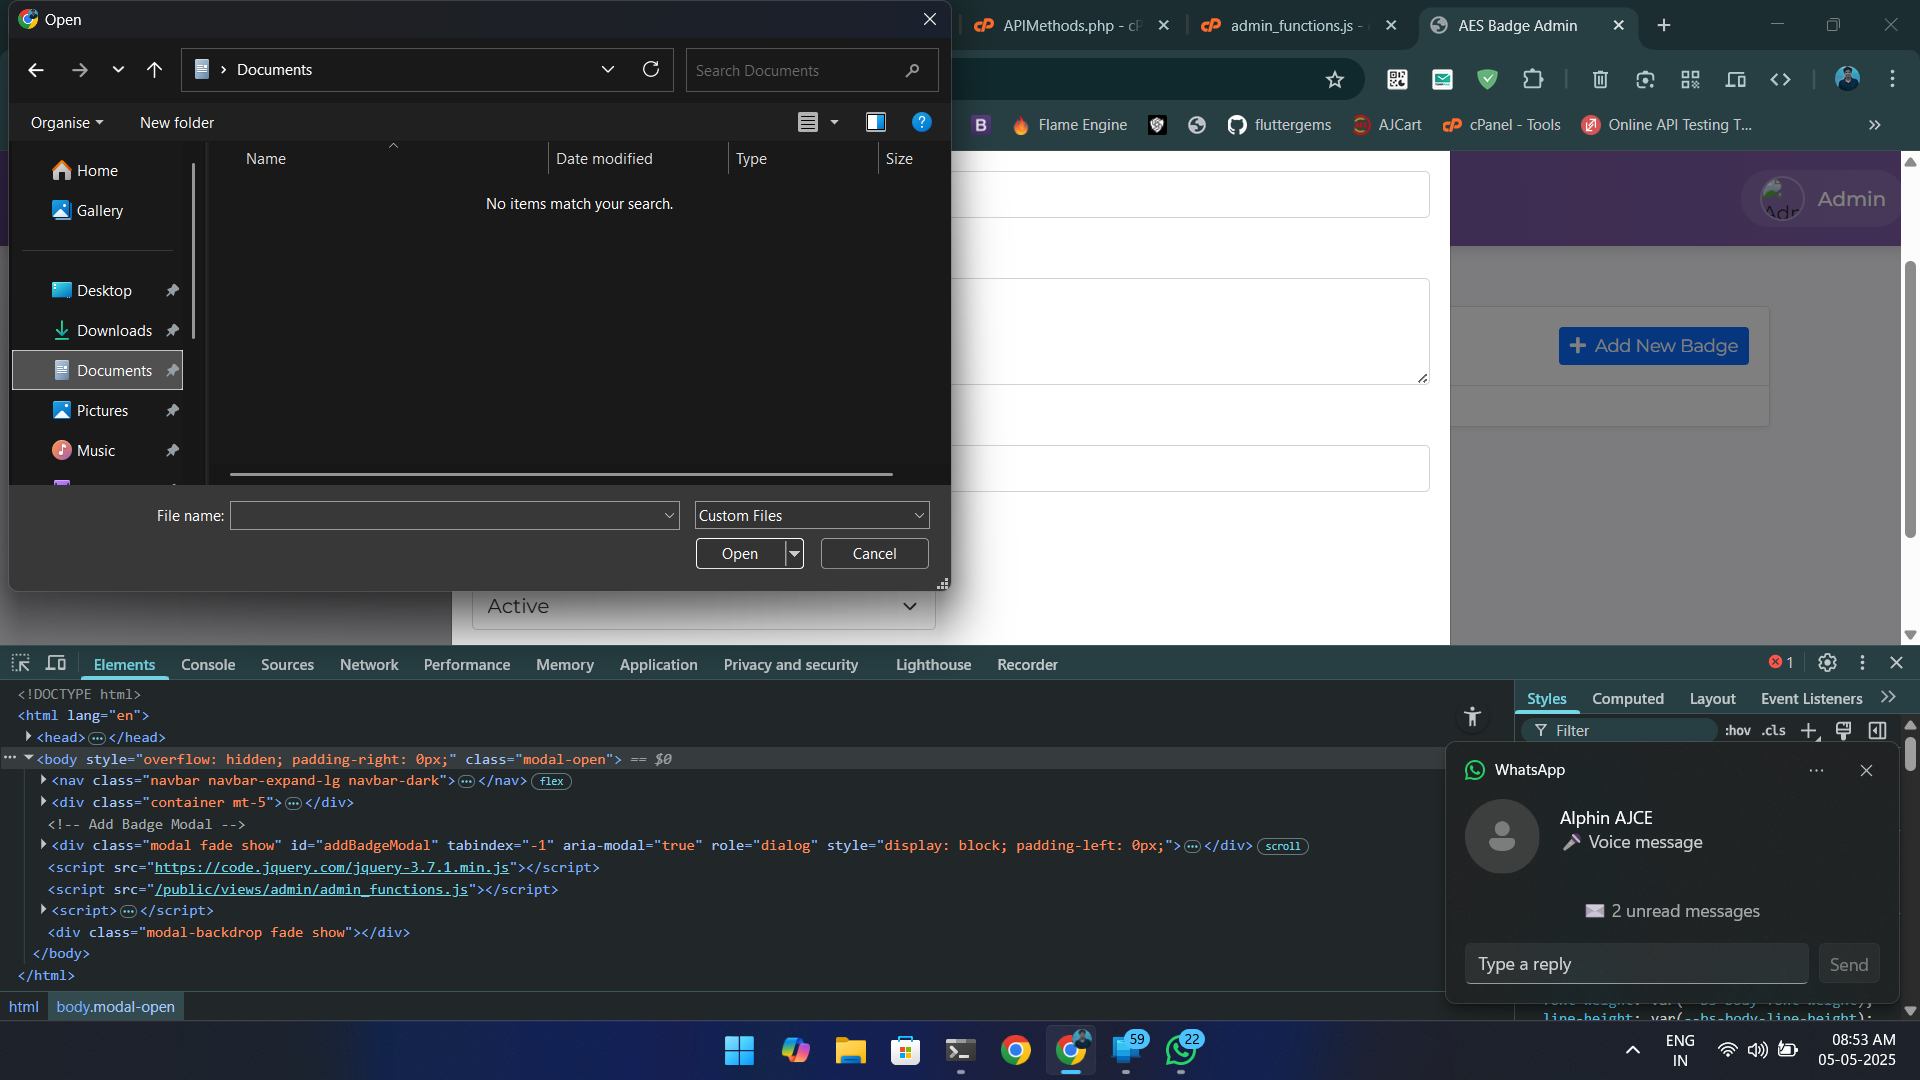 Open
APIMethods.php - cP
admin_functions.js -
AES Badge Admin
Documents
Search Documents
Organise
New folder
B
Flame Engine
fluttergems
AJCart
cPanel - Tools
Online API Testing T...
Name
Date modified
Type
Size
No items match your search.
Home
Gallery
Desktop
Downloads
Documents
Pictures
Music
Admin
Add New Badge
File name:
Custom Files
Open
Cancel
Active
Elements
Console
Sources
Network
Performance
Memory
Application
Privacy and security
Lighthouse
Recorder
1
<!DOCTYPE html>
<html lang="en">
<head>…</head>
<body style="overflow: hidden; padding-right: 0px;" class="modal-open"> == $0
<nav class="navbar navbar-expand-lg navbar-dark">…</nav> flex
<div class="container mt-5">…</div>
<!-- Add Badge Modal -->
<div class="modal fade show" id="addBadgeModal" tabindex="-1" aria-modal="true" role="dialog" style="display: block; padding-left: 0px;">…</div> scroll
<script src="https://code.jquery.com/jquery-3.7.1.min.js"></script>
<script src="/public/views/admin/admin_functions.js"></script>
<script>…</script>
<div class="modal-backdrop fade show"></div>
</body>
</html>
html
body.modal-open
Styles
Computed
Layout
Event Listeners
Filter
:hov
.cls
WhatsApp
Alphin AJCE
Voice message
2 unread messages
Type a reply
Send
line-height: var(--bs-body-line-height);
59
22
ENG
IN
08:53 AM
05-05-2025